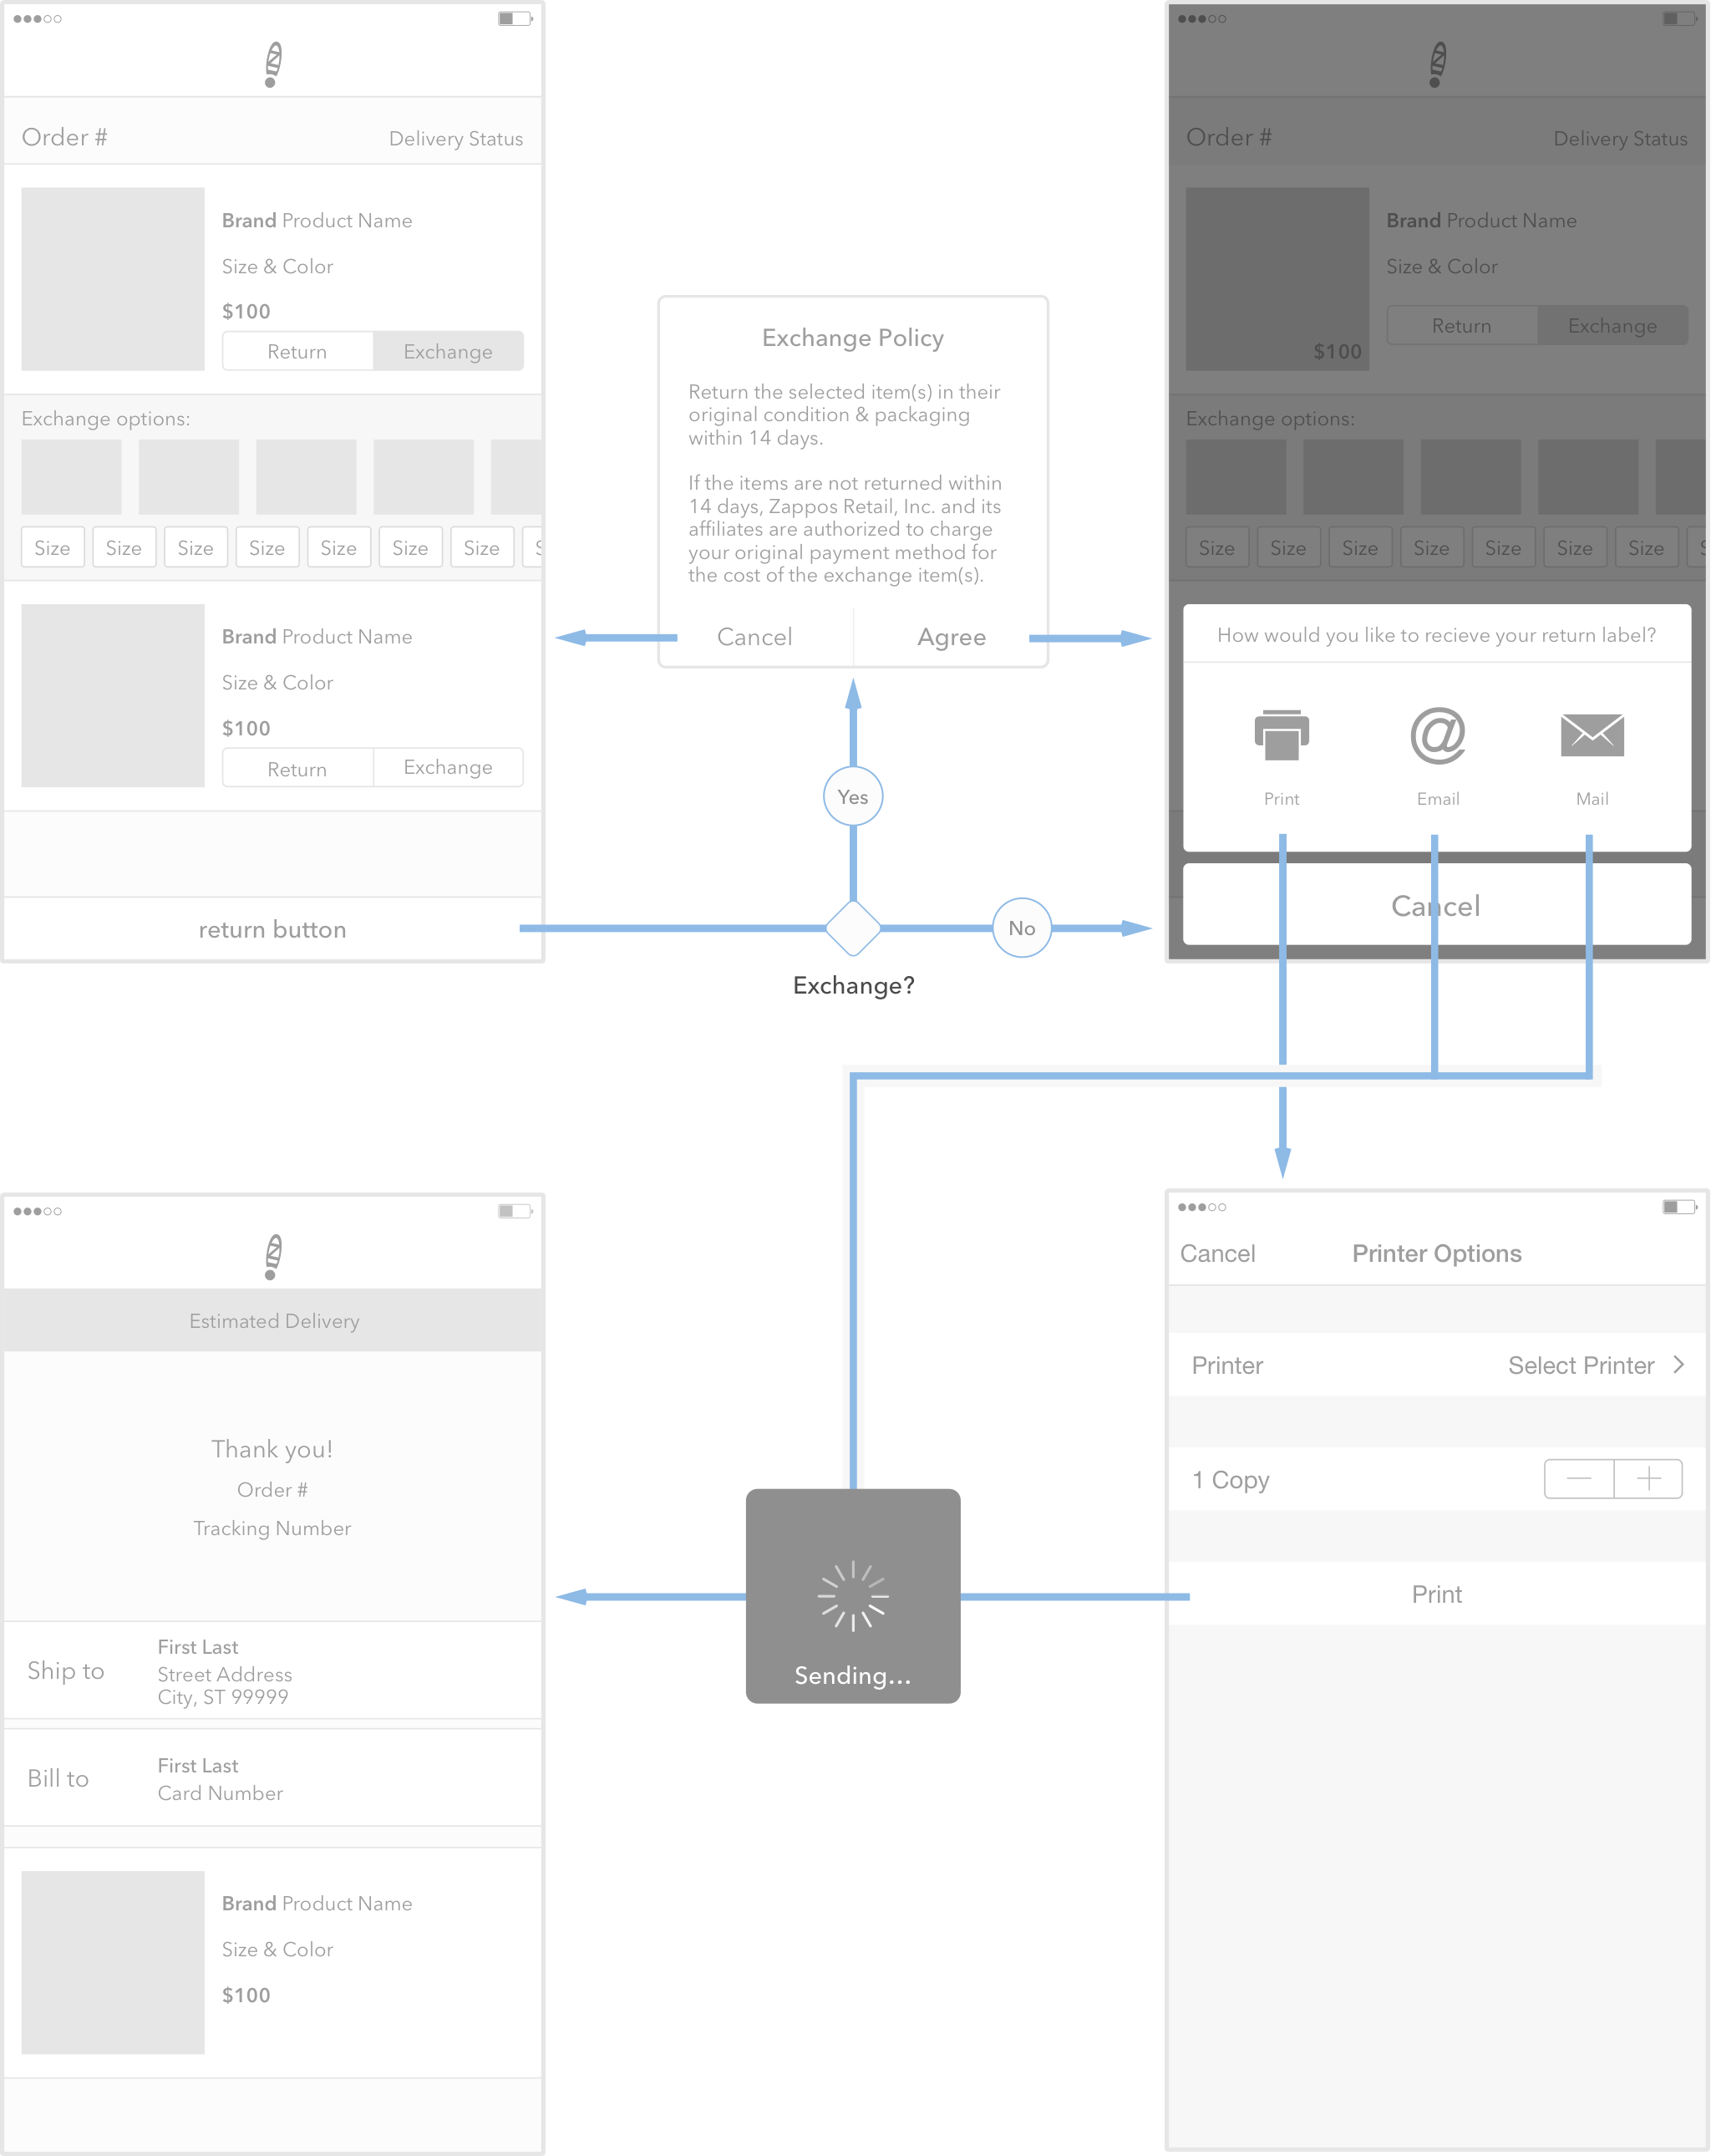 Order #
Delivery Status
Brand Product Name
Size & Color
$100
Return
Exchange
Exchange options:
Size
Size
Size
Size
Size
Size
Size
S
Brand Product Name
Size & Color
$100
Return
Exchange
return button
Exchange Policy
Return the selected item(s) in their
original condition & packaging
within 14 days.
If the items are not returned within
14 days, Zappos Retail, Inc. and its
affiliates are authorized to charge
your original payment method for
the cost of the exchange item(s).
Cancel
Agree
Yes
No
Exchange?
Order #
Delivery Status
Brand Product Name
Size & Color
$100
Return
Exchange
Exchange options:
Size
Size
Size
Size
Size
Size
Size
S
How would you like to recieve your return label?
Print
Email
Mail
Cancel
Estimated Delivery
Thank you!
Order #
Tracking Number
Ship to
First Last
Street Address
City, ST 99999
Bill to
First Last
Card Number
Brand Product Name
Size & Color
$100
Sending...
Cancel
Printer Options
Printer
Select Printer
1 Copy
Print